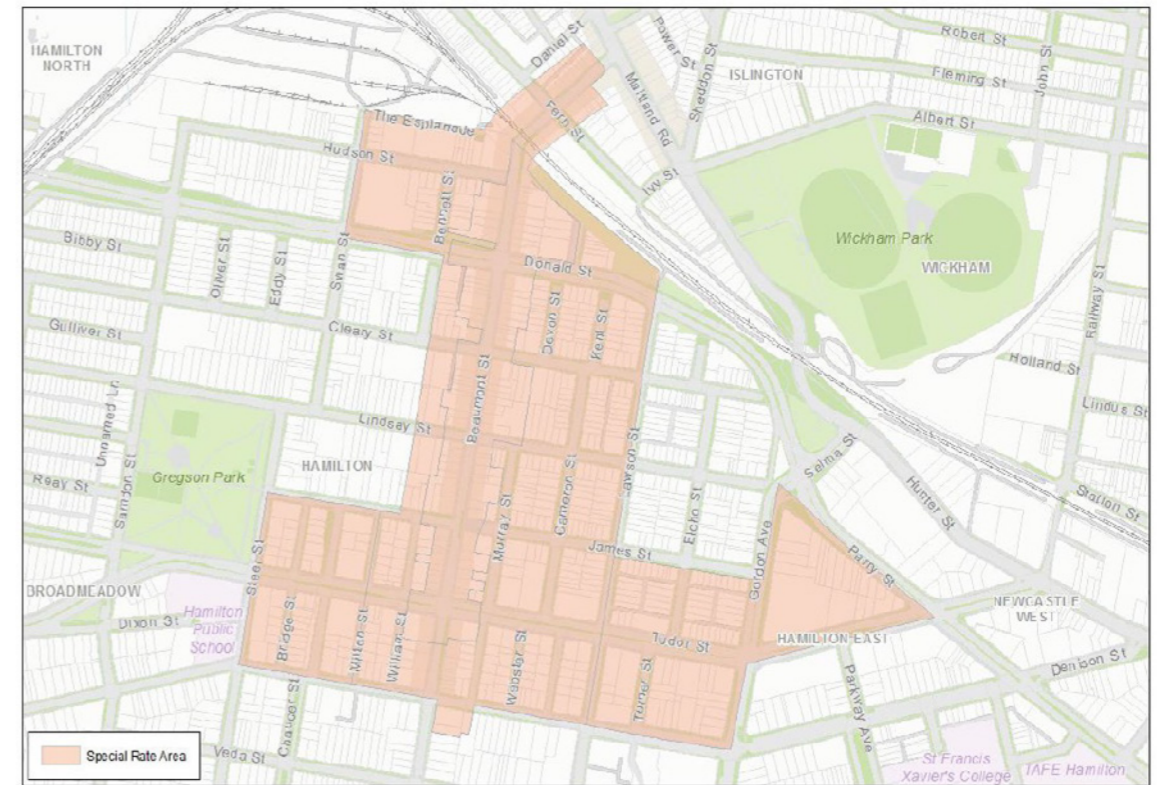 HAMILTON
NORTH
Daniel St
Power St
Sheddon St
Robert St
John St
ISLINGTON
Fleming St
Maitland Rd
Albert St
The Esplanade
Fern St
Hudson St
Ivy St
Bennett St
Bibby St
Oliver St
Eddy St
Swan St
Donald St
Wickham Park
WICKHAM
Railway St
Devon St
Kent St
Gulliver St
Cleary St
Holland St
Beaumont St
Unnamed Ln
Lindsay St
Lindus St
Gregson Park
HAMILTON
Lawson St
Selma St
Reay St
Samdon St
Murray St
Cameron St
Elcho St
Hunter St
Station St
James St
Gordon Ave
Parry St
Steel St
BROADMEADOW
Hamilton
Public
School
Dixon St
Bridge St
Milton St
William St
Webster St
Tudor St
Turner St
HAMILTON EAST
NEWCASTLE
WEST
Denison St
Parkway Ave
Chaucer St
Veda St
St Francis
Xavier's College
TAFE Hamilton
Special Rate Area